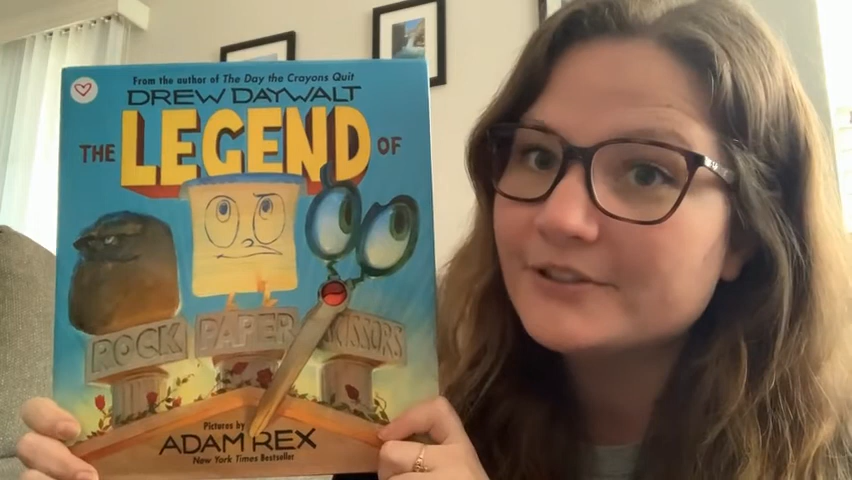 From the author of The Day the Crayons Quit
DREW DAYWALT
THE LEGEND OF
ROCK PAPER SCISSORS
Pictures by
ADAM REX
New York Times Bestseller